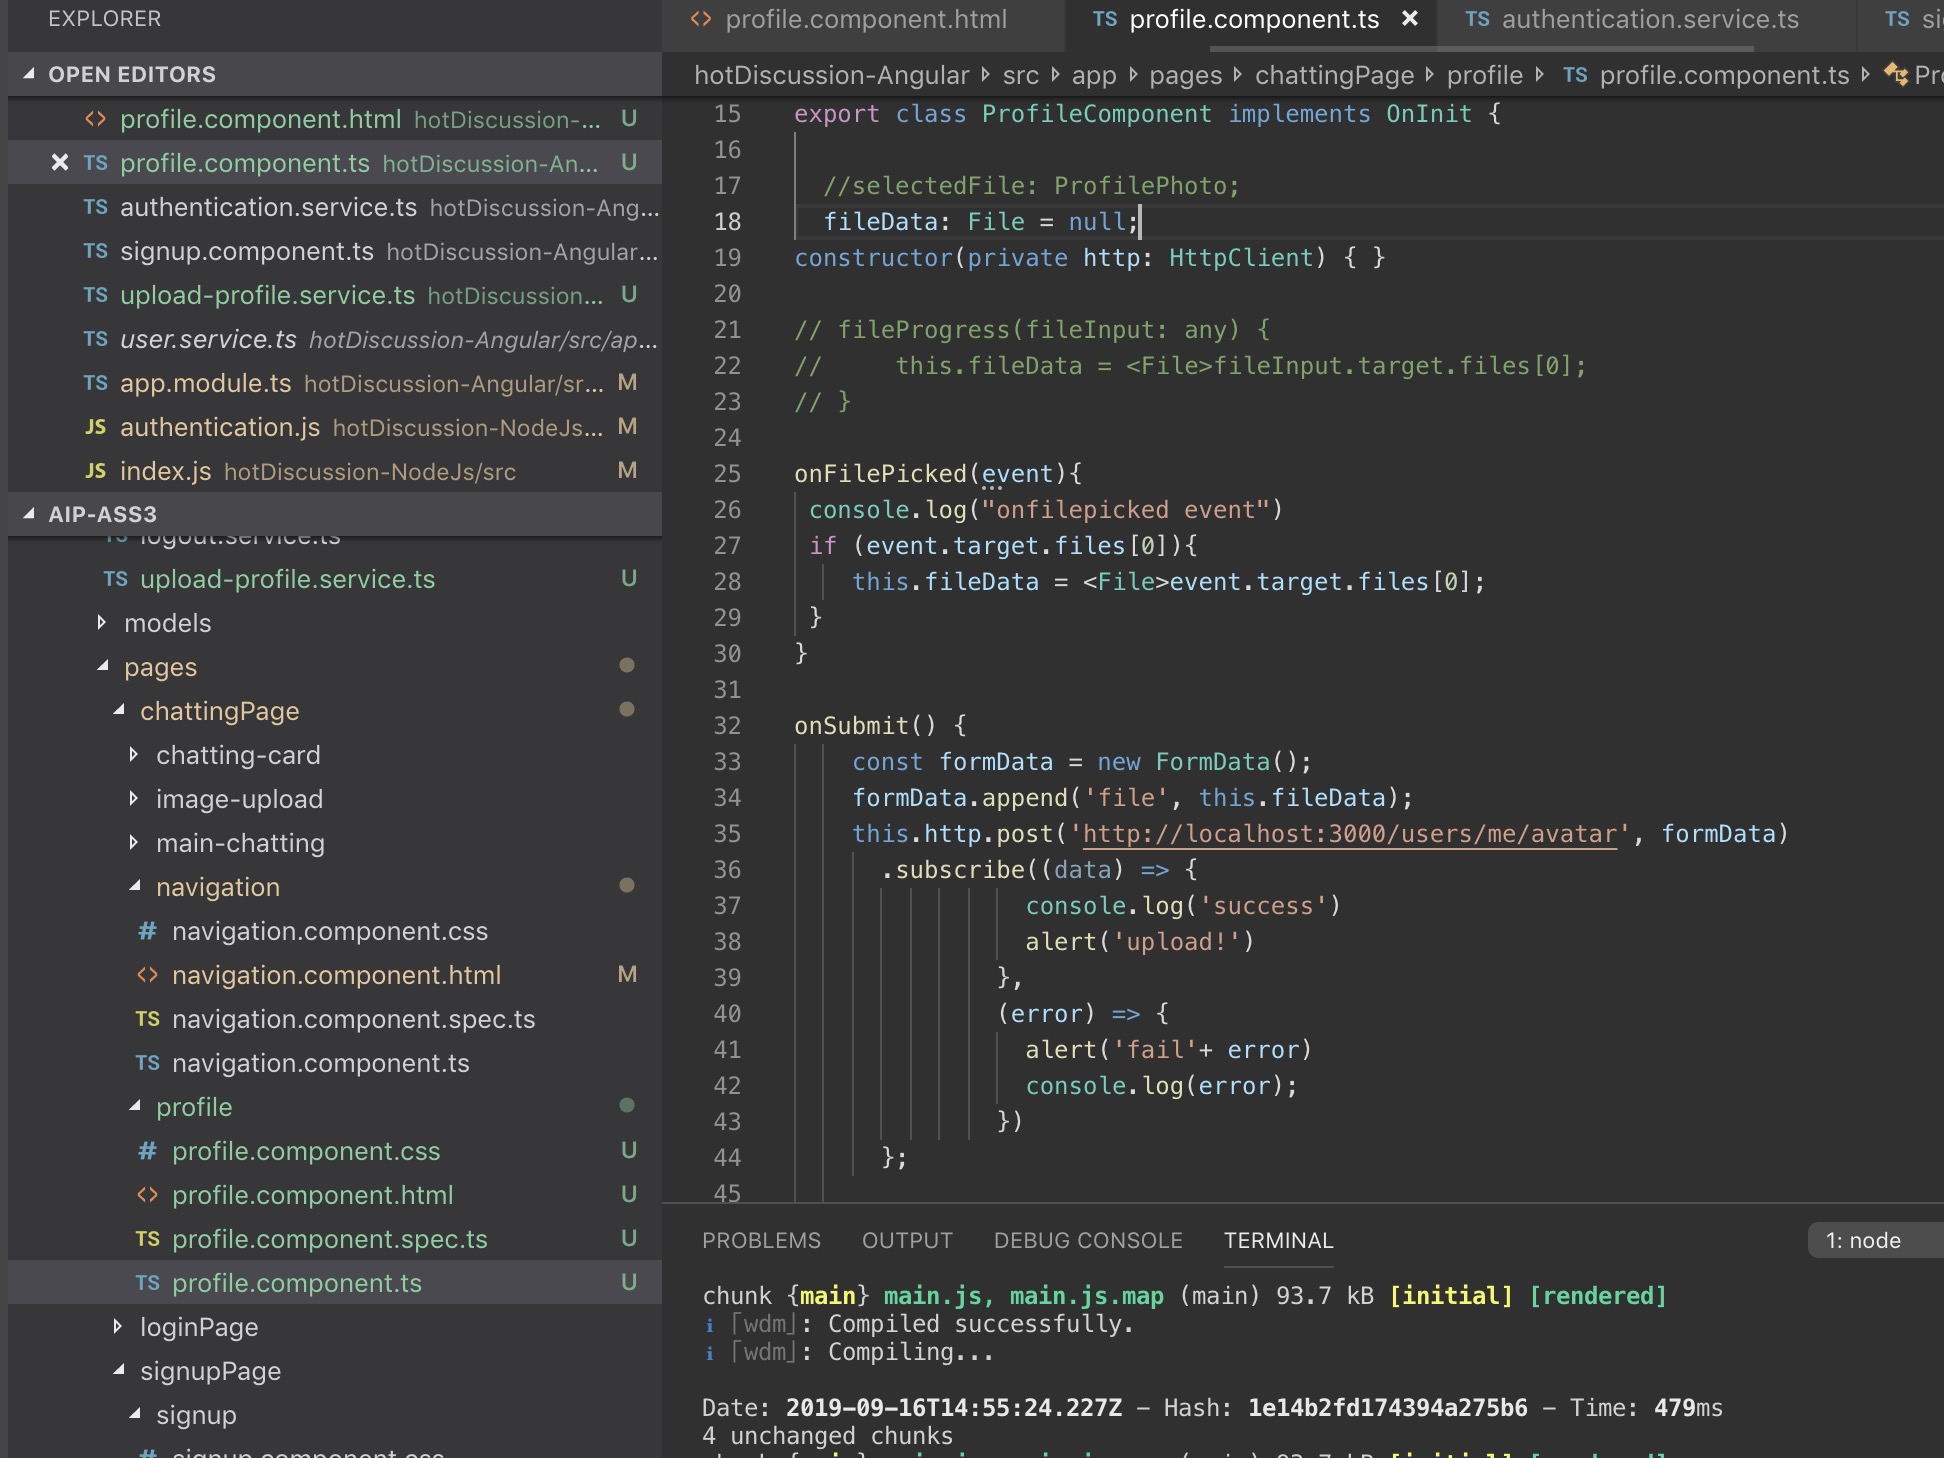 EXPLORER
OPEN EDITORS
<> profile.component.html hotDiscussion-... U
TS profile.component.ts hotDiscussion-An... U
TS authentication.service.ts hotDiscussion-Ang...
TS signup.component.ts hotDiscussion-Angular...
TS upload-profile.service.ts hotDiscussion... U
TS user.service.ts hotDiscussion-Angular/src/ap...
TS app.module.ts hotDiscussion-Angular/sr... M
JS authentication.js hotDiscussion-NodeJs... M
JS index.js hotDiscussion-NodeJs/src M
AIP-ASS3
TS logout.service.ts
TS upload-profile.service.ts U
models
pages
chattingPage
chatting-card
image-upload
main-chatting
navigation
# navigation.component.css
<> navigation.component.html M
TS navigation.component.spec.ts
TS navigation.component.ts
profile
# profile.component.css U
<> profile.component.html U
TS profile.component.spec.ts U
TS profile.component.ts U
loginPage
signupPage
signup
# signup.component.css
<> profile.component.html TS profile.component.ts TS authentication.service.ts TS
hotDiscussion-Angular src app pages chattingPage profile TS profile.component.ts
15 export class ProfileComponent implements OnInit {
16
17 //selectedFile: ProfilePhoto;
18 fileData: File = null;
19 constructor(private http: HttpClient) { }
20
21 // fileProgress(fileInput: any) {
22 //     this.fileData = <File>fileInput.target.files[0];
23 // }
24
25 onFilePicked(event){
26 console.log("onfilepicked event")
27 if (event.target.files[0]){
28 this.fileData = <File>event.target.files[0];
29 }
30 }
31
32 onSubmit() {
33 const formData = new FormData();
34 formData.append('file', this.fileData);
35 this.http.post('http://localhost:3000/users/me/avatar', formData)
36 .subscribe((data) => {
37 console.log('success')
38 alert('upload!')
39 },
40 (error) => {
41 alert('fail'+ error)
42 console.log(error);
43 })
44 };
45
PROBLEMS OUTPUT DEBUG CONSOLE TERMINAL 1: node
chunk {main} main.js, main.js.map (main) 93.7 kB [initial] [rendered]
ℹ ｢wdm｣: Compiled successfully.
ℹ ｢wdm｣: Compiling...
Date: 2019-09-16T14:55:24.227Z - Hash: 1e14b2fd174394a275b6 - Time: 479ms
4 unchanged chunks